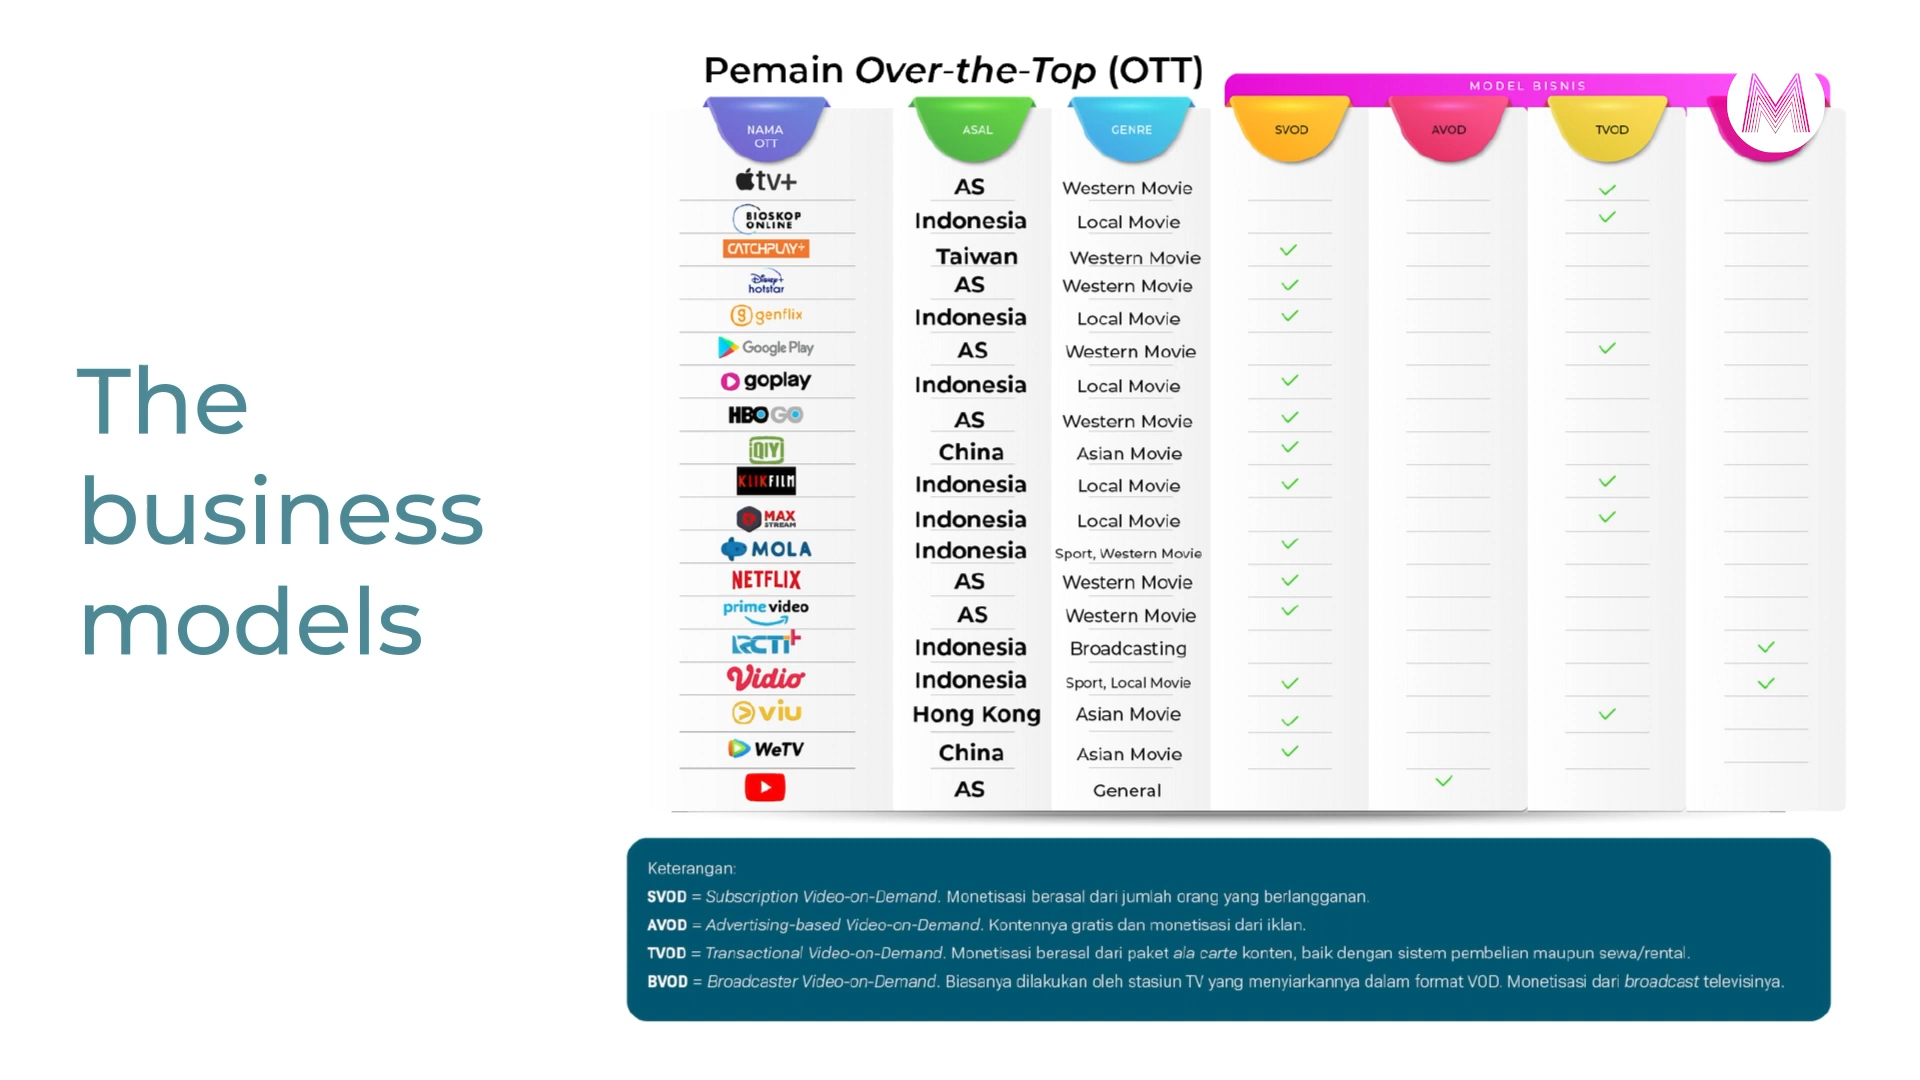 The
business
models
Pemain Over-the-Top (OTT)
MODEL BISNIS
NAMA
OTT
ASAL
GENRE
SVOD
AVOD
TVOD
M
tv+
AS
Western Movie
BIOSKOP
ONLINE
Indonesia
Local Movie
CATCHPLAY+
Taiwan
Western Movie
Disney+
hotstar
AS
Western Movie
genflix
Indonesia
Local Movie
Google Play
AS
Western Movie
goplay
Indonesia
Local Movie
HBO GO
AS
Western Movie
QIY
China
Asian Movie
KLIKFILM
Indonesia
Local Movie
MAX
STREAM
Indonesia
Local Movie
MOLA
Indonesia
Sport, Western Movie
NETFLIX
AS
Western Movie
prime video
AS
Western Movie
RCTI+
Indonesia
Broadcasting
Vidio
Indonesia
Sport, Local Movie
viu
Hong Kong
Asian Movie
WeTV
China
Asian Movie
AS
General
Keterangan:
SVOD = Subscription Video-on-Demand. Monetisasi berasal dari jumlah orang yang berlangganan.
AVOD = Advertising-based Video-on-Demand. Kontennya gratis dan monetisasi dari iklan.
TVOD = Transactional Video-on-Demand. Monetisasi berasal dari paket ala carte konten, baik dengan sistem pembelian maupun sewa/rental.
BVOD = Broadcaster Video-on-Demand. Biasanya dilakukan oleh stasiun TV yang menyiarkannya dalam format VOD. Monetisasi dari broadcast televisinya.